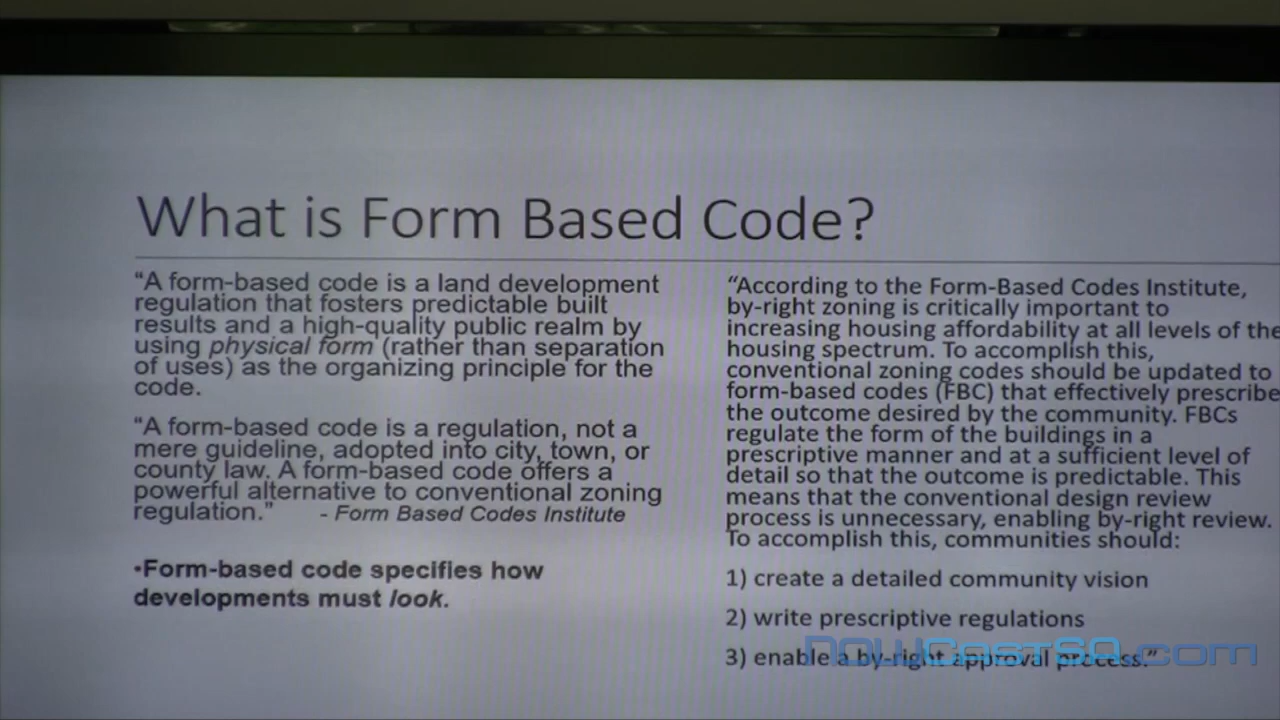 What is Form Based Code?
“A form-based code is a land development
regulation that fosters predictable built
results and a high-quality public realm by
using physical form (rather than separation
of uses) as the organizing principle for the
code.
“A form-based code is a regulation, not a
mere guideline, adopted into city, town, or
county law. A form-based code offers a
powerful alternative to conventional zoning
regulation.” - Form Based Codes Institute
•Form-based code specifies how
developments must look.
“According to the Form-Based Codes Institute,
by-right zoning is critically important to
increasing housing affordability at all levels of the
housing spectrum. To accomplish this,
conventional zoning codes should be updated to
form-based codes (FBC) that effectively prescribe
the outcome desired by the community. FBCs
regulate the form of the buildings in a
prescriptive manner and at a sufficient level of
detail so that the outcome is predictable. This
means that the conventional design review
process is unnecessary, enabling by-right review.
To accomplish this, communities should:
1) create a detailed community vision
2) write prescriptive regulations
3) enable a by-right approval process.”
NOWCastSA.com